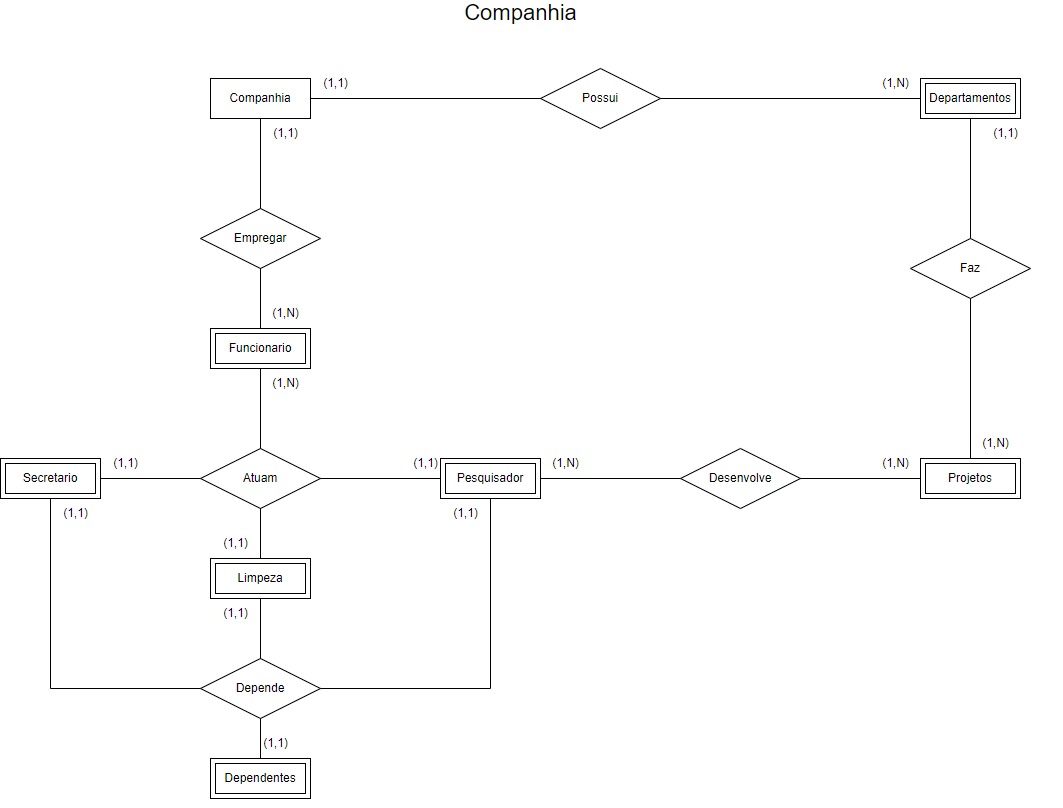 Companhia
Companhia
(1,1)
Possui
(1,N)
Departamentos
(1,1)
(1,1)
Empregar
Faz
(1,N)
Funcionario
(1,N)
(1,N)
Secretario
(1,1)
Atuam
(1,1)
Pesquisador
(1,N)
Desenvolve
(1,N)
Projetos
(1,1)
(1,1)
(1,1)
Limpeza
(1,1)
Depende
(1,1)
Dependentes